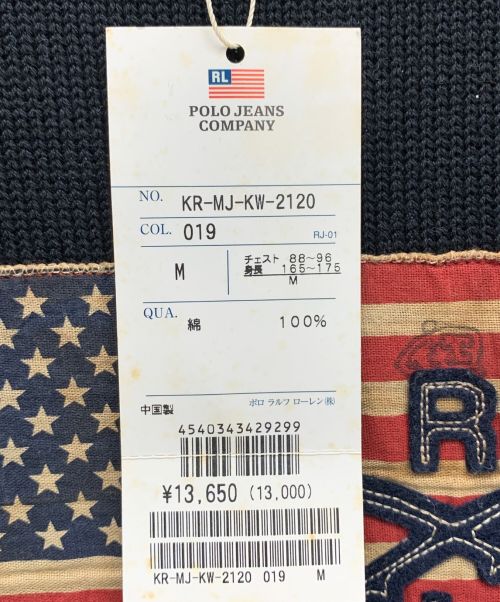 RL
POLO JEANS
COMPANY
NO. KR-MJ-KW-2120
COL. 019 RJ-01
M
チェスト 88~96
身長 165~175
M
QUA. 綿 100%
中国製 ポロ ラルフ ローレン(株)
4540343429299
¥13,650 (13,000)
KR-MJ-KW-2120 019 M
R